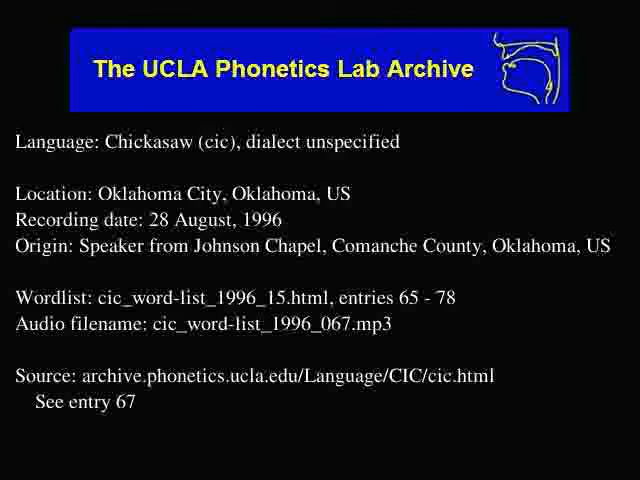 The UCLA Phonetics Lab Archive
Language: Chickasaw (cic), dialect unspecified
Location: Oklahoma City, Oklahoma, US
Recording date: 28 August, 1996
Origin: Speaker from Johnson Chapel, Comanche County, Oklahoma, US
Wordlist: cic_word-list_1996_15.html, entries 65 - 78
Audio filename: cic_word-list_1996_067.mp3
Source: archive.phonetics.ucla.edu/Language/CIC/cic.html
See entry 67